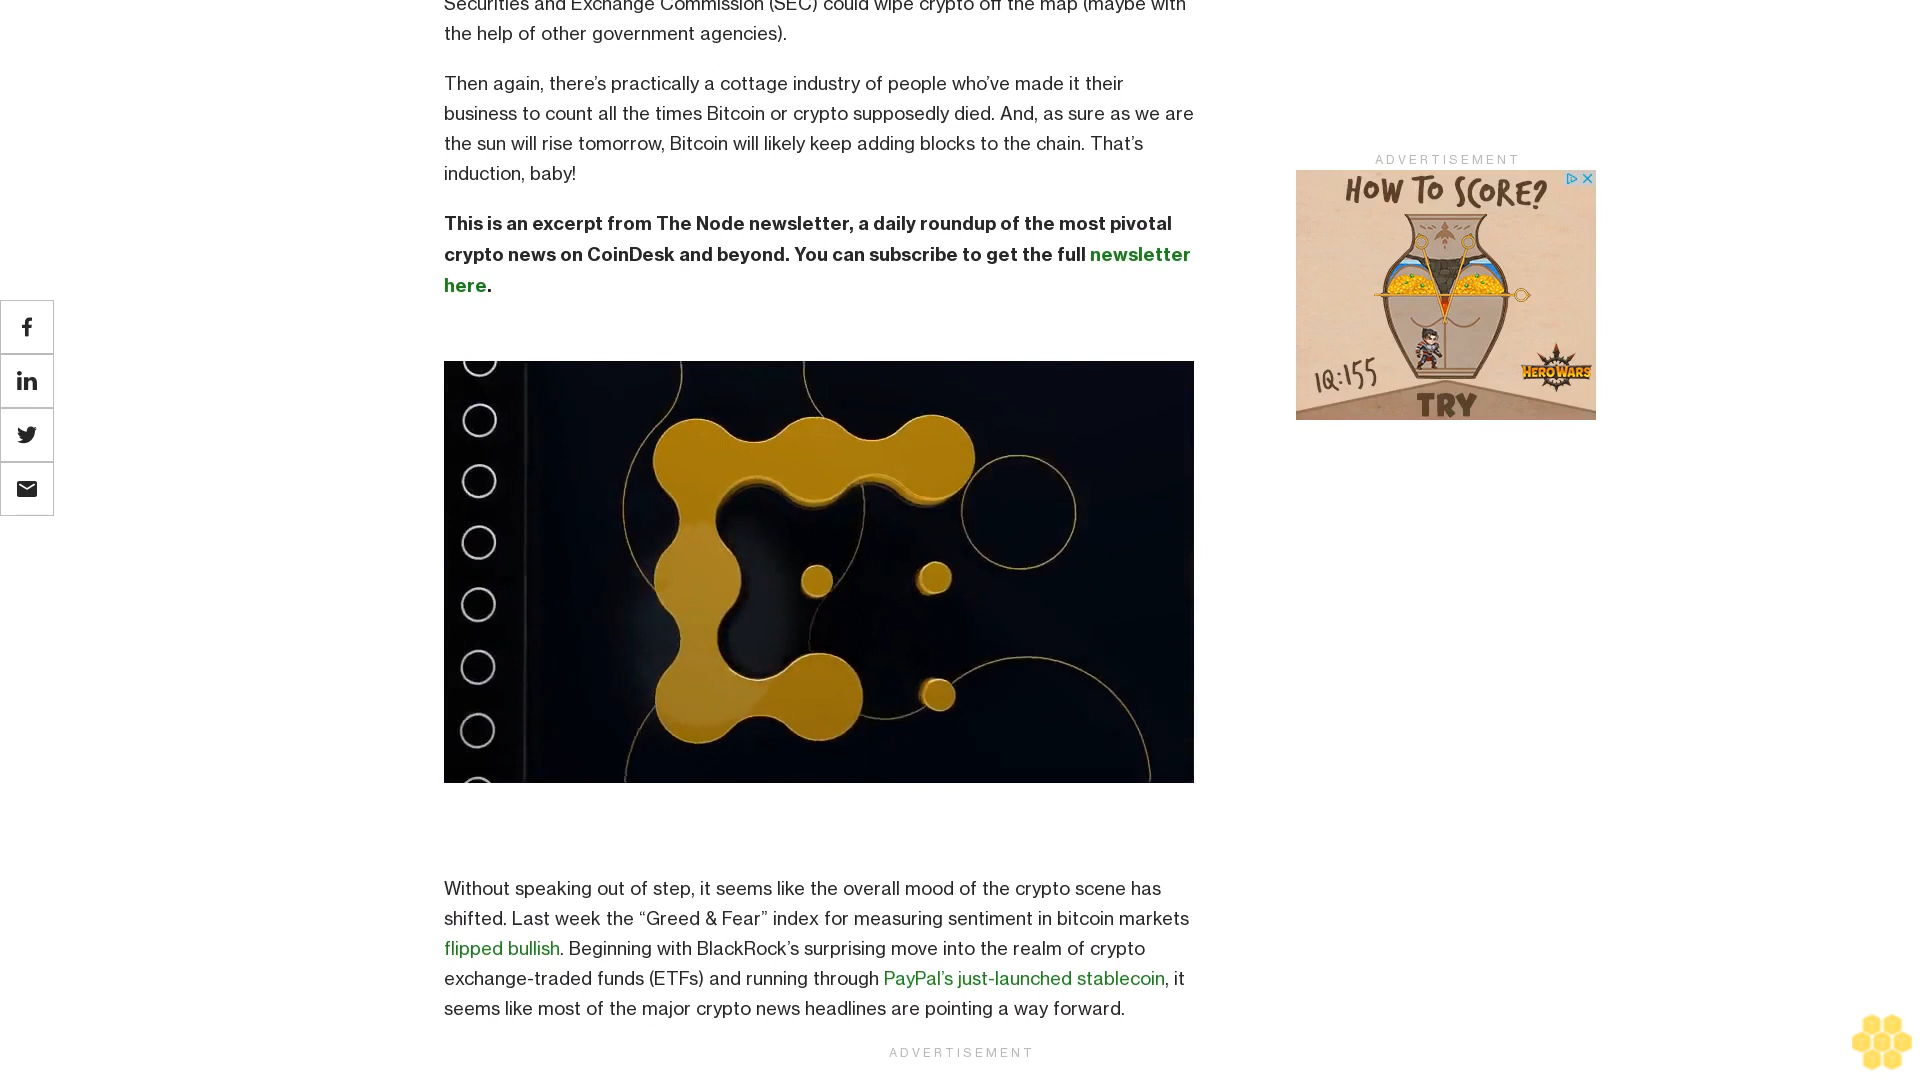 Securities and Exchange Commission (SEC) could wipe crypto off the map (maybe with
the help of other government agencies).
Then again, there’s practically a cottage industry of people who’ve made it their
business to count all the times Bitcoin or crypto supposedly died. And, as sure as we are
the sun will rise tomorrow, Bitcoin will likely keep adding blocks to the chain. That’s
induction, baby!
This is an excerpt from The Node newsletter, a daily roundup of the most pivotal
crypto news on CoinDesk and beyond. You can subscribe to get the full newsletter
here.
ADVERTISEMENT
HOW TO SCORE?
IQ:155
HERO WARS
TRY
Without speaking out of step, it seems like the overall mood of the crypto scene has
shifted. Last week the “Greed & Fear” index for measuring sentiment in bitcoin markets
flipped bullish. Beginning with BlackRock’s surprising move into the realm of crypto
exchange-traded funds (ETFs) and running through PayPal’s just-launched stablecoin, it
seems like most of the major crypto news headlines are pointing a way forward.
ADVERTISEMENT